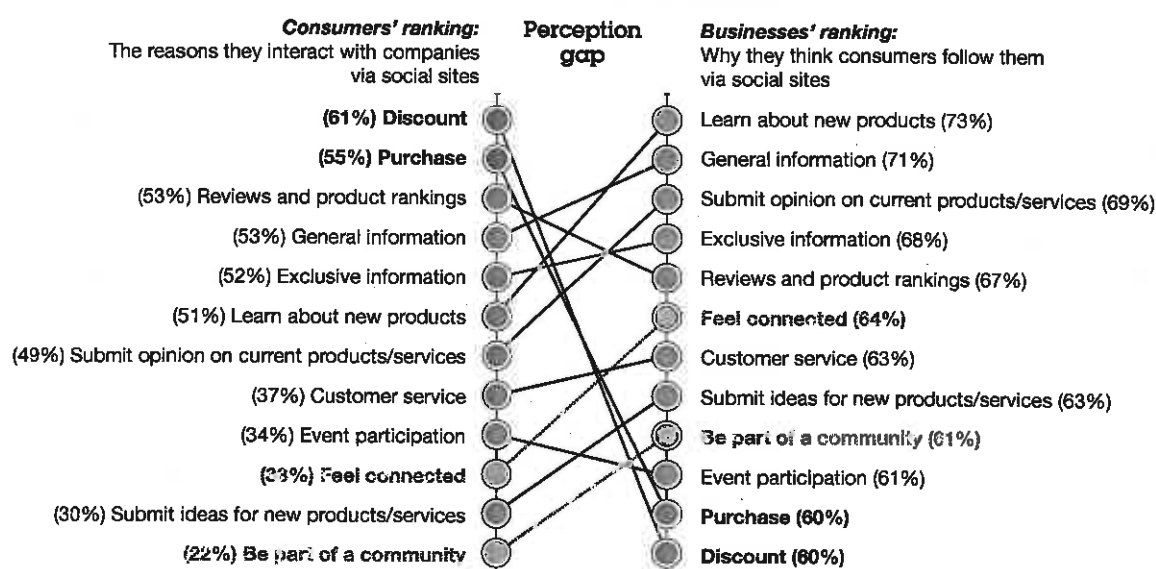 Consumers' ranking:
The reasons they interact with companies
via social sites
Perception
gap
Businesses' ranking:
Why they think consumers follow them
via social sites
(61%) Discount
(55%) Purchase
(53%) Reviews and product rankings
(53%) General information
(52%) Exclusive information
(51%) Learn about new products
(49%) Submit opinion on current products/services
(37%) Customer service
(34%) Event participation
(33%) Feel connected
(30%) Submit ideas for new products/services
(22%) Be part of a community
Learn about new products (73%)
General information (71%)
Submit opinion on current products/services (69%)
Exclusive information (68%)
Reviews and product rankings (67%)
Feel connected (64%)
Customer service (63%)
Submit ideas for new products/services (63%)
Be part of a community (61%)
Event participation (61%)
Purchase (60%)
Discount (60%)